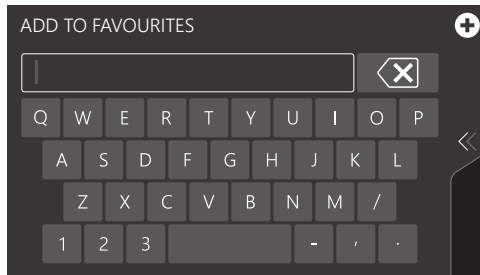 ADD TO FAVOURITES
Q W E R T Y U I O P
A S D F G H J K L
Z X C V B N M /
1 2 3 - , .